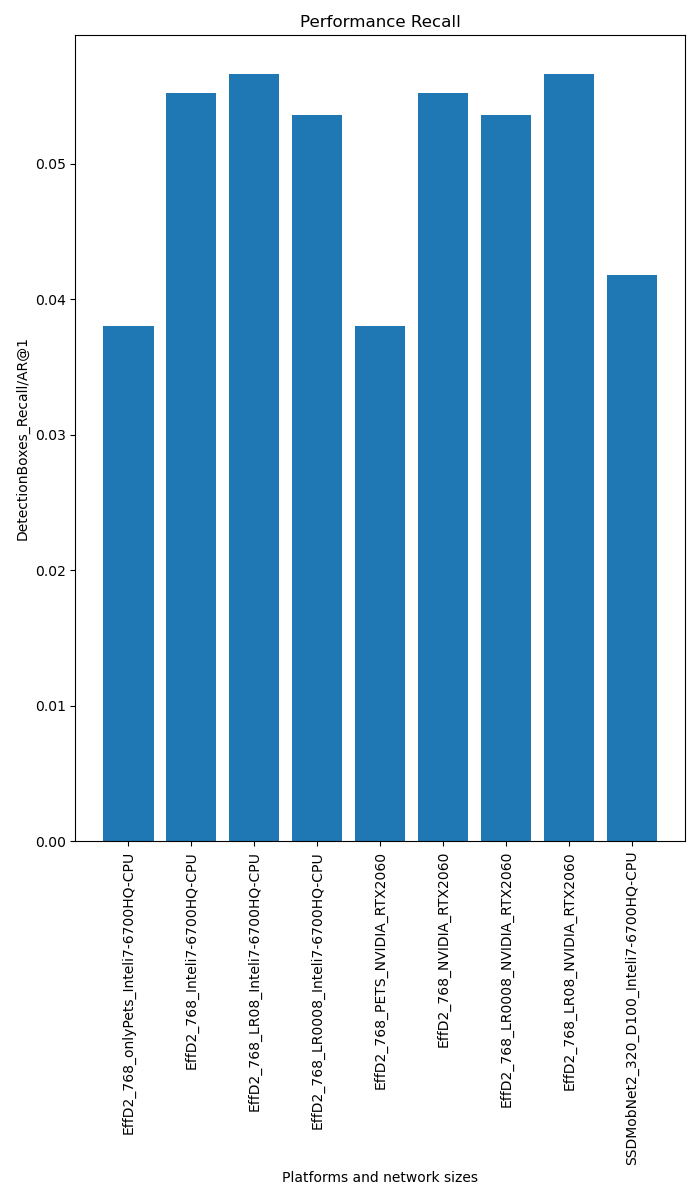 Performance Recall
DetectionBoxes_Recall/AR@1
0.05
0.04
0.03
0.02
0.01
0.00
EffD2_768_onlyPets_Inteli7-6700HQ-CPU
EffD2_768_Inteli7-6700HQ-CPU
EffD2_768_LR08_Inteli7-6700HQ-CPU
EffD2_768_LR0008_Inteli7-6700HQ-CPU
EffD2_768_PETS_NVIDIA_RTX2060
EffD2_768_NVIDIA_RTX2060
EffD2_768_LR0008_NVIDIA_RTX2060
EffD2_768_LR08_NVIDIA_RTX2060
SSDMobNet2_320_D100_Inteli7-6700HQ-CPU
Platforms and network sizes